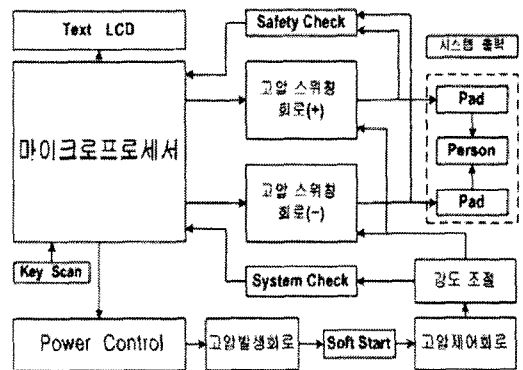 Text LCD
Safety Check
시스템 출력
고압 스위칭
회로(+)
Pad
마이크로프로세서
Person
고압 스위칭
회로(-)
Pad
Key Scan
System Check
강도 조절
Power Control
고압발생회로
Soft Start
고압제어회로